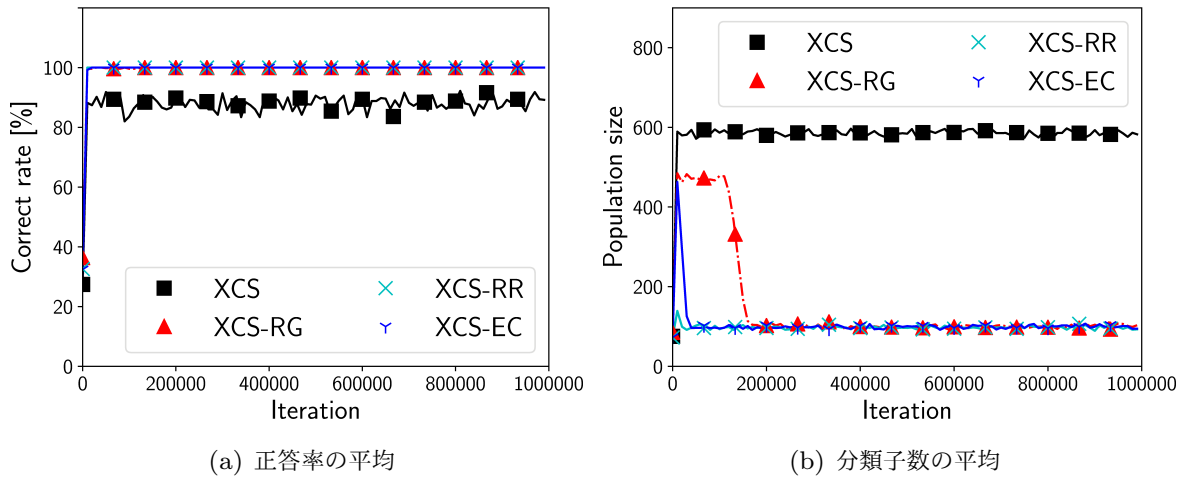 100
80
60
40
20
0
Correct rate [%]
XCS
XCS-RG
XCS-RR
XCS-EC
0 200000 400000 600000 800000 1000000
Iteration
(a) 正答率の平均
800
600
400
200
0
Population size
XCS
XCS-RG
XCS-RR
XCS-EC
0 200000 400000 600000 800000 1000000
Iteration
(b) 分類子数の平均